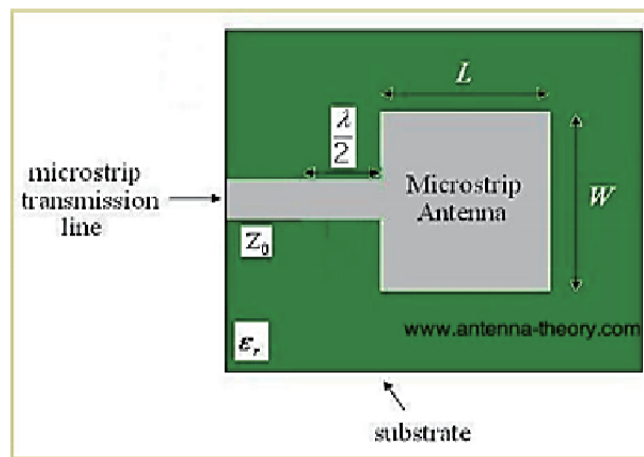 L
λ
2
microstrip
transmission
line
Microstrip
Antenna
W
Z₀
www.antenna-theory.com
εᵣ
substrate